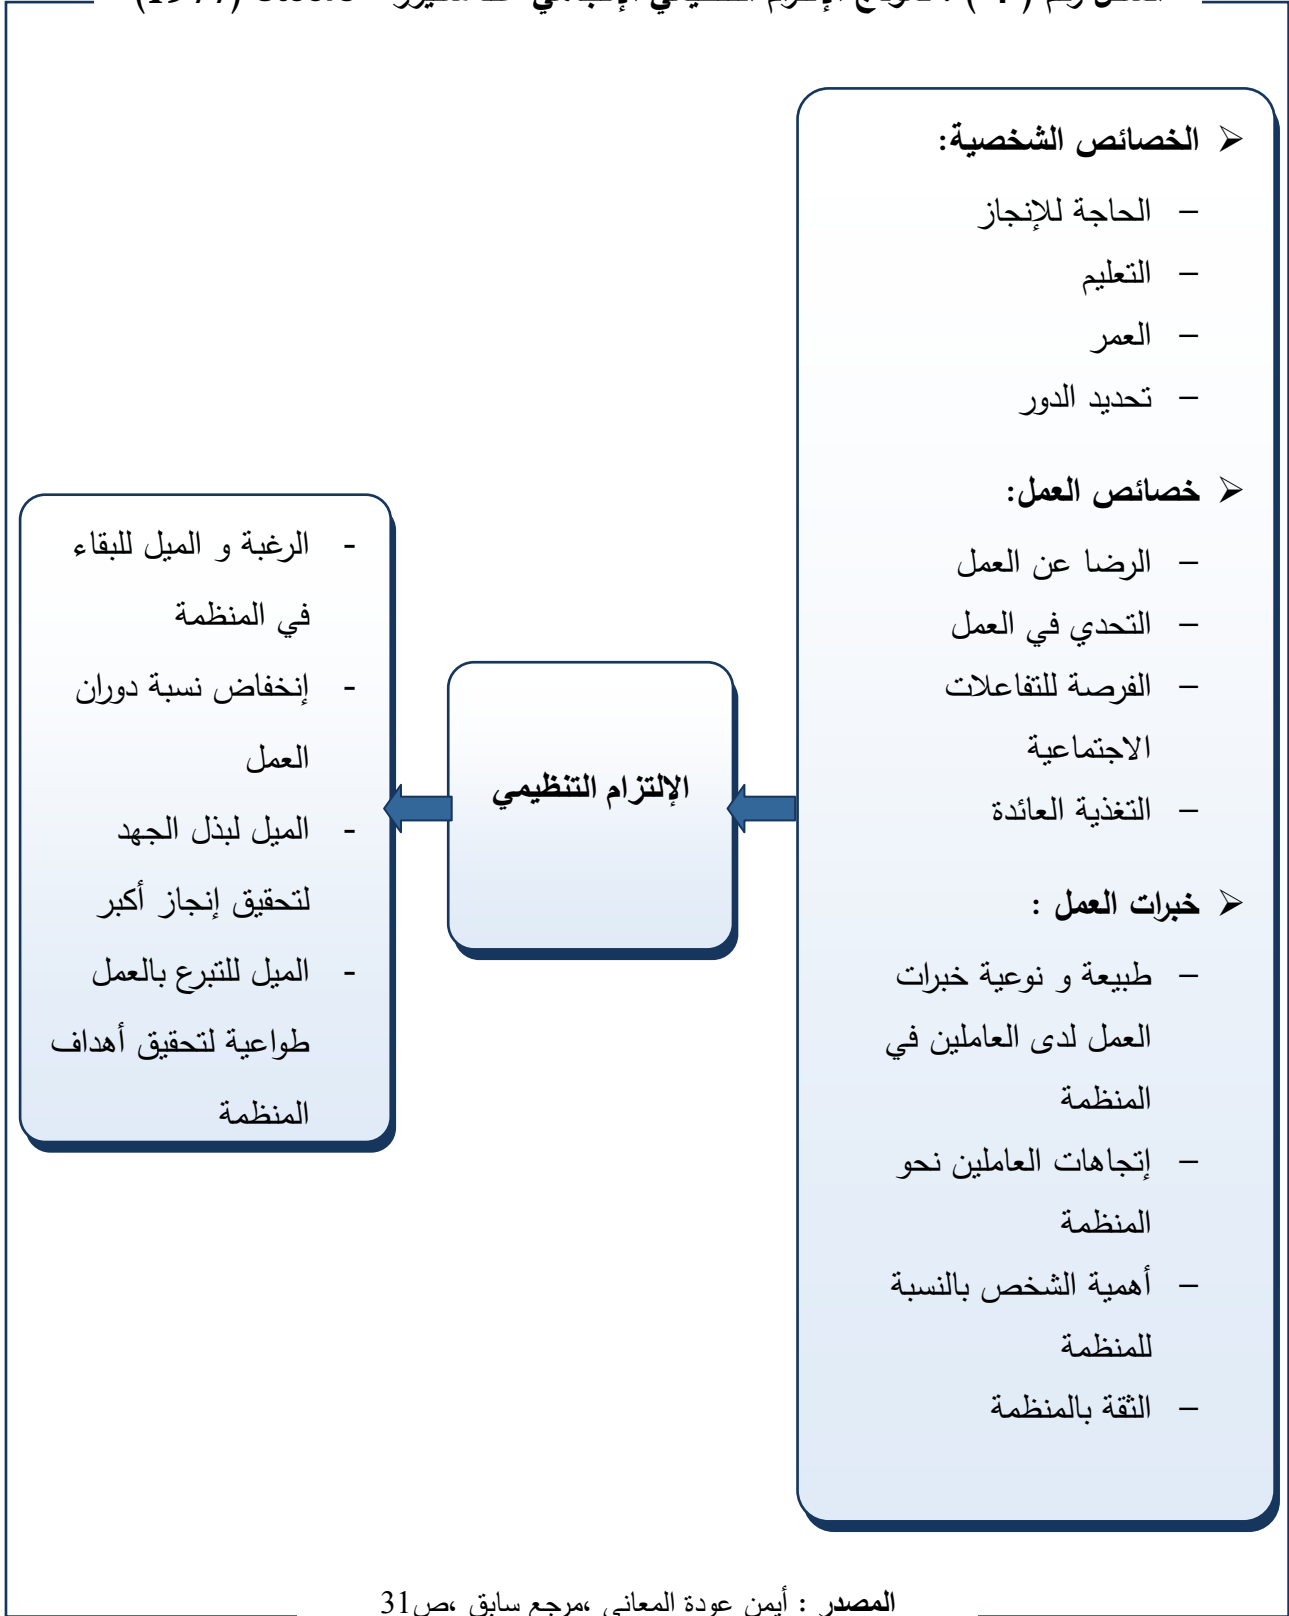 ➢ الخصائص الشخصية:
– الحاجة للإنجاز
– التعليم
– العمر
– تحديد الدور
➢ خصائص العمل:
– الرضا عن العمل
– التحدي في العمل
– الفرصة للتفاعلات
الاجتماعية
– التغذية العائدة
➢ خبرات العمل :
– طبيعة و نوعية خبرات
العمل لدى العاملين في
المنظمة
– إتجاهات العاملين نحو
المنظمة
– أهمية الشخص بالنسبة
للمنظمة
– الثقة بالمنظمة
الإلتزام التنظيمي
- الرغبة و الميل للبقاء
في المنظمة
- إنخفاض نسبة دوران
العمل
- الميل لبذل الجهد
لتحقيق إنجاز أكبر
- الميل للتبرع بالعمل
طواعية لتحقيق أهداف
المنظمة
المصدر : أيمن عودة المعاني ،مرجع سابق ،ص31